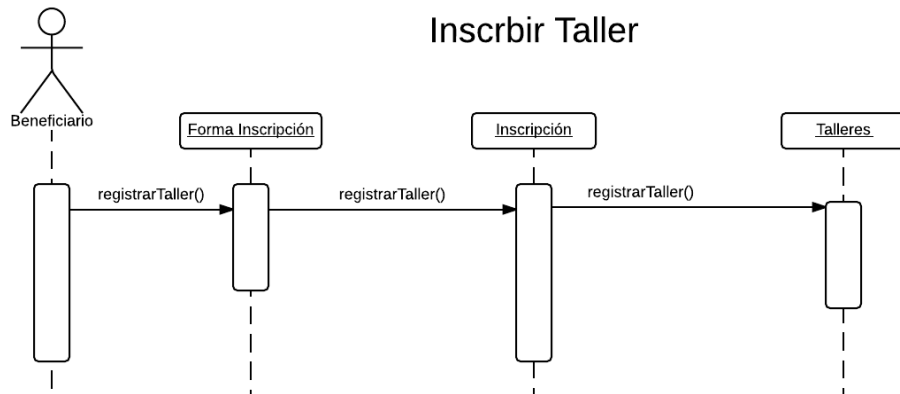 Inscrbir Taller
Beneficiario
Forma Inscripción
Inscripción
Talleres
registrarTaller()
registrarTaller()
registrarTaller()